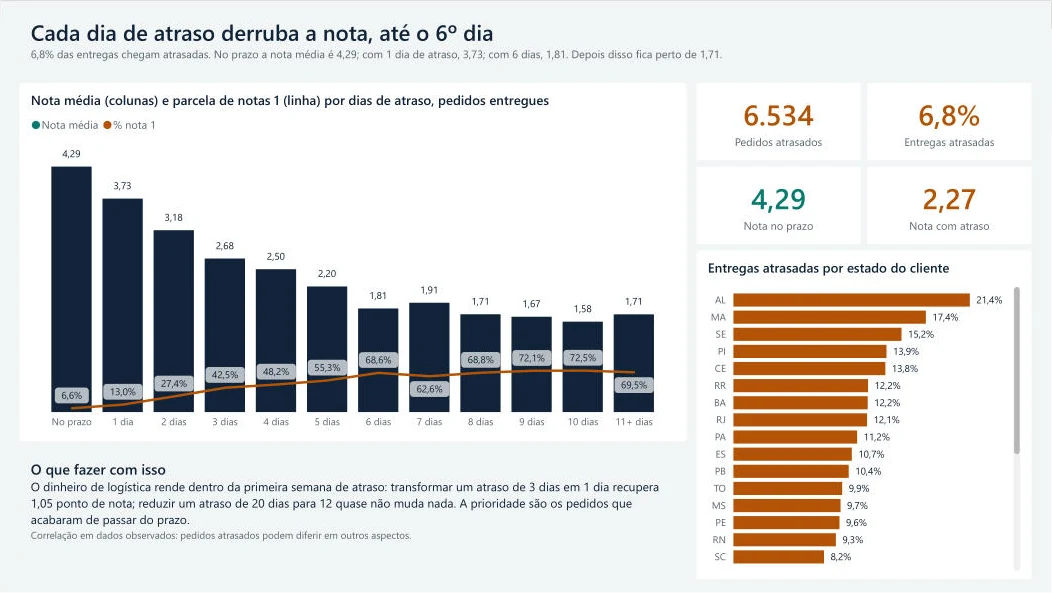 Cada dia de atraso derruba a nota, até o 6º dia
6,8% das entregas chegam atrasadas. No prazo a nota média é 4,29; com 1 dia de atraso, 3,73; com 6 dias, 1,81. Depois disso fica perto de 1,71.
Nota média (colunas) e parcela de notas 1 (linha) por dias de atraso, pedidos entregues
Nota média % nota 1
4,29
3,73
3,18
2,68
2,50
2,20
1,81
1,91
1,71
1,67
1,58
1,71
6,6%
13,0%
27,4%
42,5%
48,2%
55,3%
68,6%
62,6%
68,8%
72,1%
72,5%
69,5%
No prazo 1 dia 2 dias 3 dias 4 dias 5 dias 6 dias 7 dias 8 dias 9 dias 10 dias 11+ dias
O que fazer com isso
O dinheiro de logística rende dentro da primeira semana de atraso: transformar um atraso de 3 dias em 1 dia recupera
1,05 ponto de nota; reduzir um atraso de 20 dias para 12 quase não muda nada. A prioridade são os pedidos que
acabaram de passar do prazo.
Correlação em dados observados: pedidos atrasados podem diferir em outros aspectos.
6.534
Pedidos atrasados
6,8%
Entregas atrasadas
4,29
Nota no prazo
2,27
Nota com atraso
Entregas atrasadas por estado do cliente
AL 21,4%
MA 17,4%
SE 15,2%
PI 13,9%
CE 13,8%
RR 12,2%
BA 12,2%
RJ 12,1%
PA 11,2%
ES 10,7%
PB 10,4%
TO 9,9%
MS 9,7%
PE 9,6%
RN 9,3%
SC 8,2%